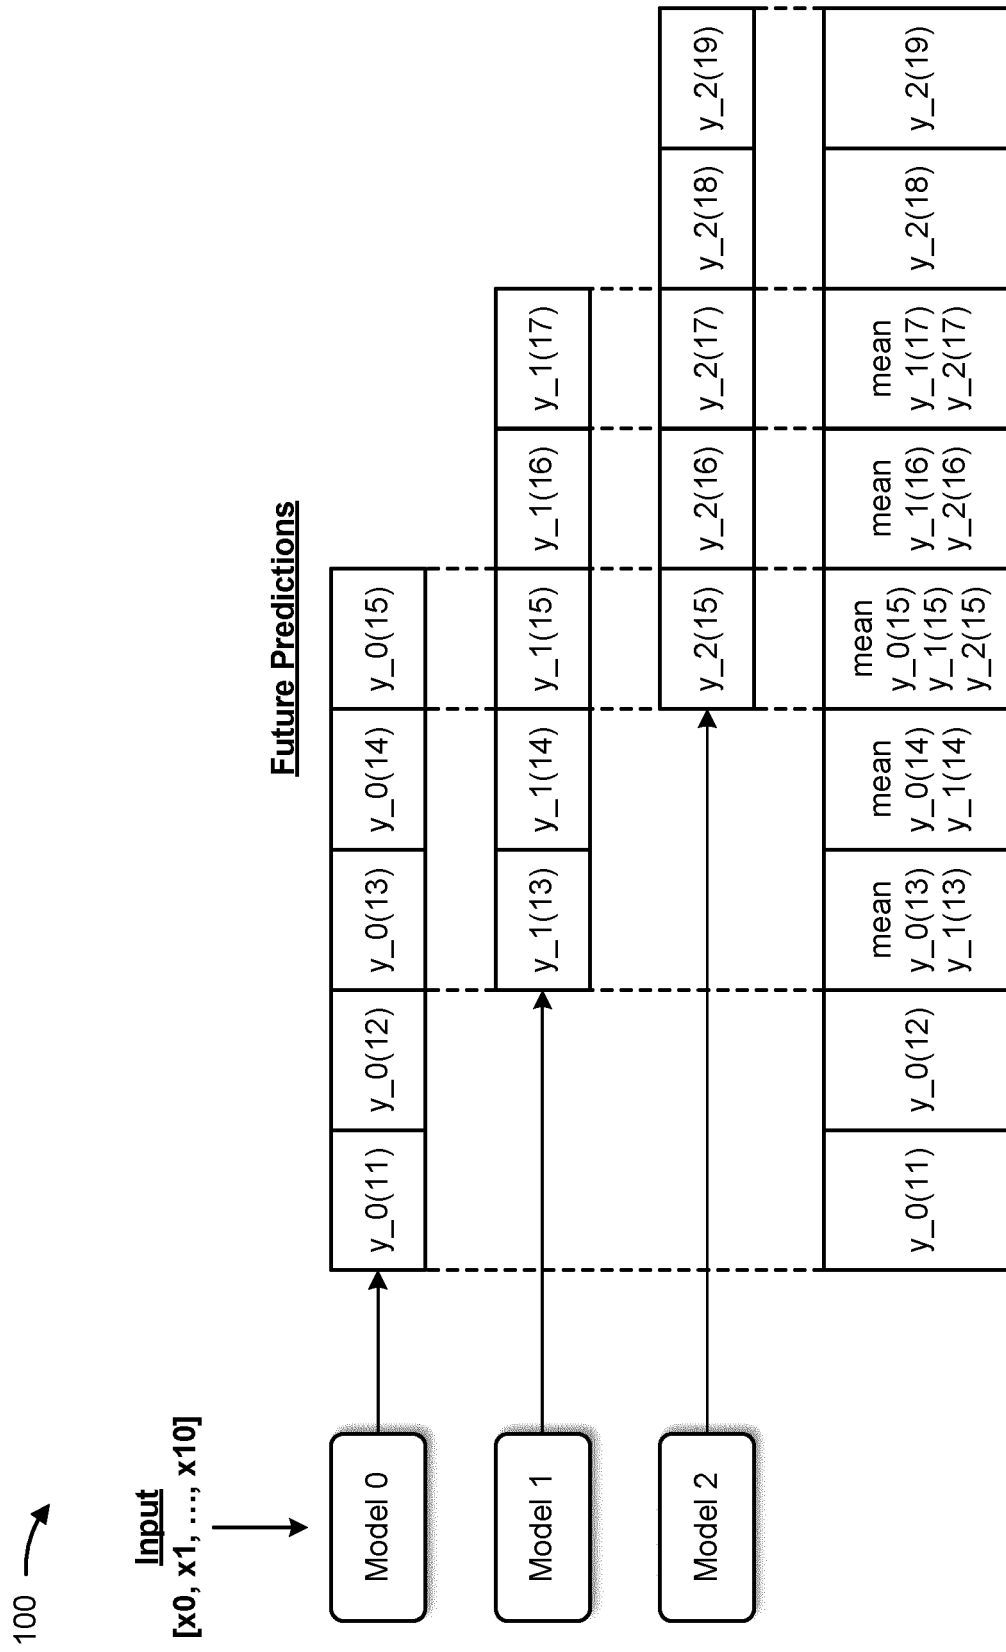 100
Input
[x0, x1, ..., x10]
Future Predictions
Model 0
y_0(11)
y_0(12)
y_0(13)
y_0(14)
y_0(15)
Model 1
y_1(13)
y_1(14)
y_1(15)
y_1(16)
y_1(17)
Model 2
y_2(15)
y_2(16)
y_2(17)
y_2(18)
y_2(19)
y_0(11)
y_0(12)
mean
y_0(13)
y_1(13)
mean
y_0(14)
y_1(14)
mean
y_0(15)
y_1(15)
y_2(15)
mean
y_1(16)
y_2(16)
mean
y_1(17)
y_2(17)
y_2(18)
y_2(19)